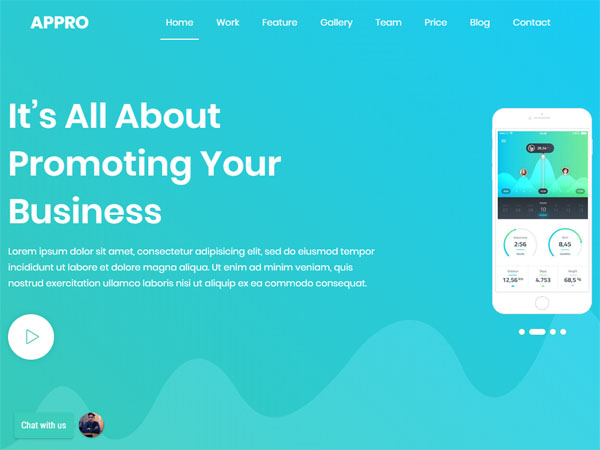 APPRO
Home Work Feature Gallery Team Price Blog Contact
It's All About
Promoting Your
Business
Lorem ipsum dolor sit amet, consectetur adipisicing elit, sed do eiusmod tempor
incididunt ut labore et dolore magna aliqua. Ut enim ad minim veniam, quis
nostrud exercitation ullamco laboris nisi ut aliquip ex ea commodo consequat.
2:56
8,45
12,56
4.753
68,5
Chat with us